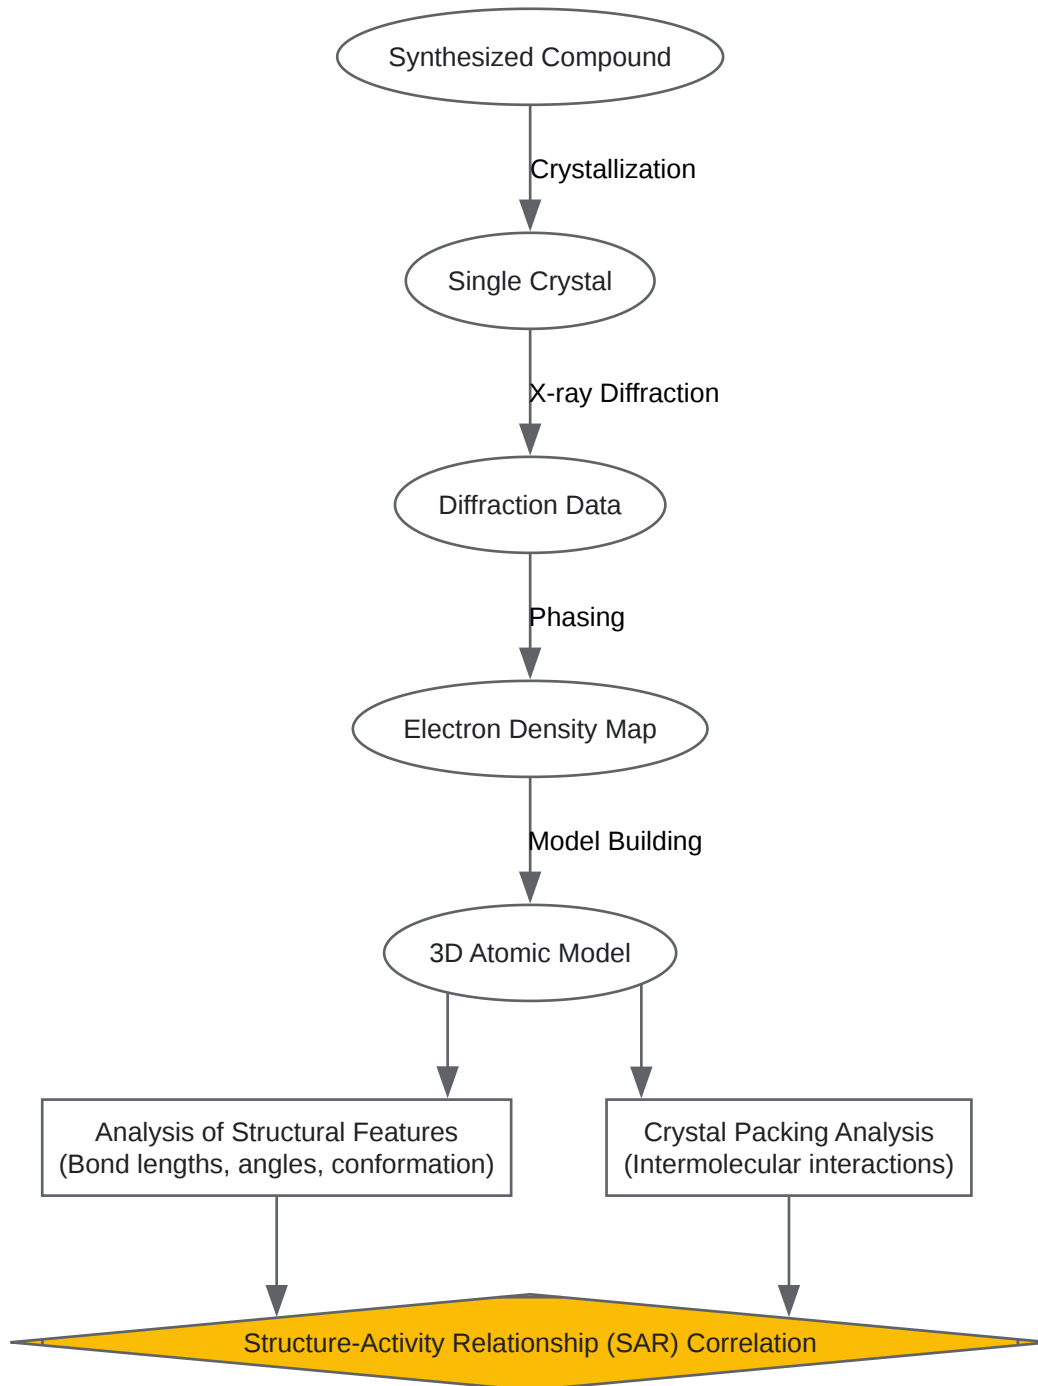 Synthesized Compound
Crystallization
Single Crystal
X-ray Diffraction
Diffraction Data
Phasing
Electron Density Map
Model Building
3D Atomic Model
Analysis of Structural Features
(Bond lengths, angles, conformation)
Crystal Packing Analysis
(Intermolecular interactions)
Structure-Activity Relationship (SAR) Correlation